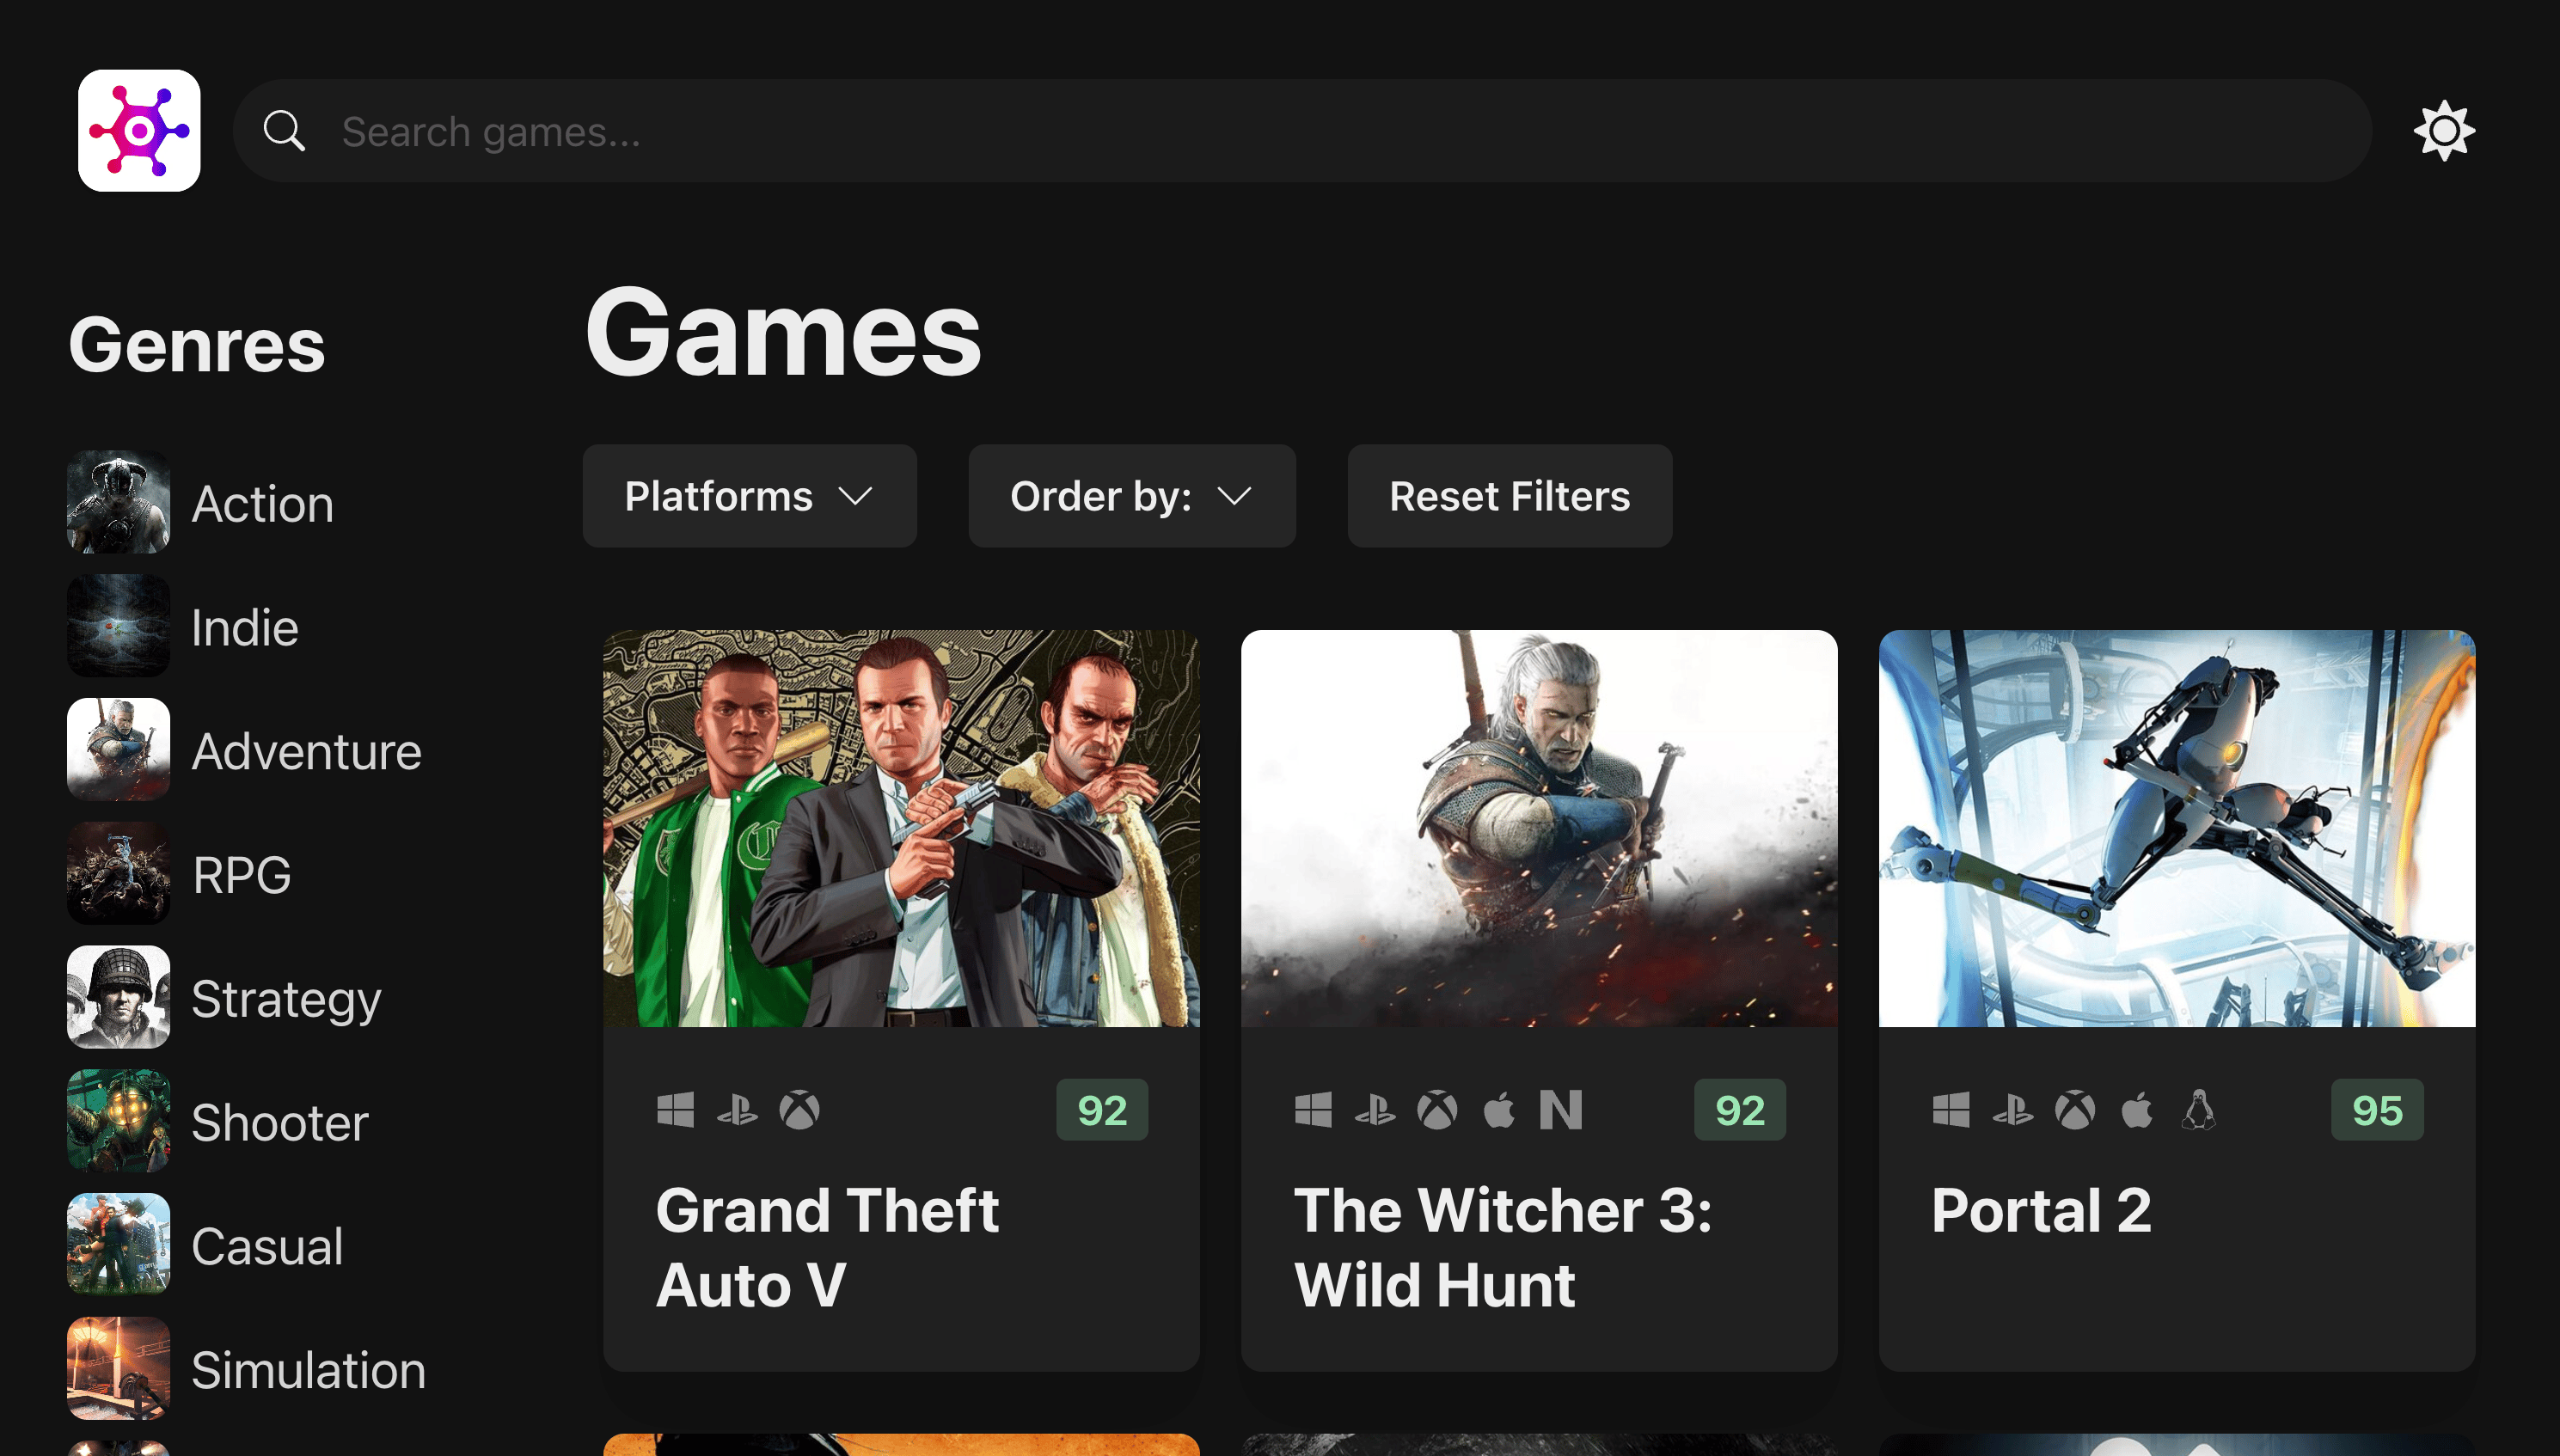 Search games...
Genres
Action
Indie
Adventure
RPG
Strategy
Shooter
Casual
Simulation
Games
Platforms
Order by:
Reset Filters
92
Grand Theft
Auto V
92
The Witcher 3:
Wild Hunt
95
Portal 2